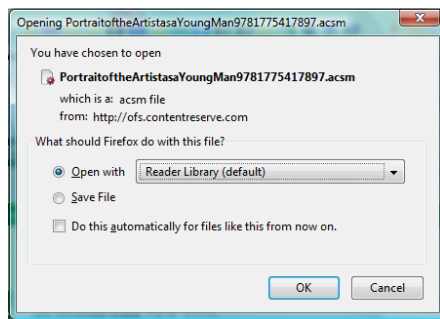 Opening PortraitoftheArtistasaYoungMan9781775417897.acsm
You have chosen to open
PortraitoftheArtistasaYoungMan9781775417897.acsm
which is a: acsm file
from: http://ofs.contentreserve.com
What should Firefox do with this file?
Open with
Reader Library (default)
Save File
Do this automatically for files like this from now on.
OK
Cancel